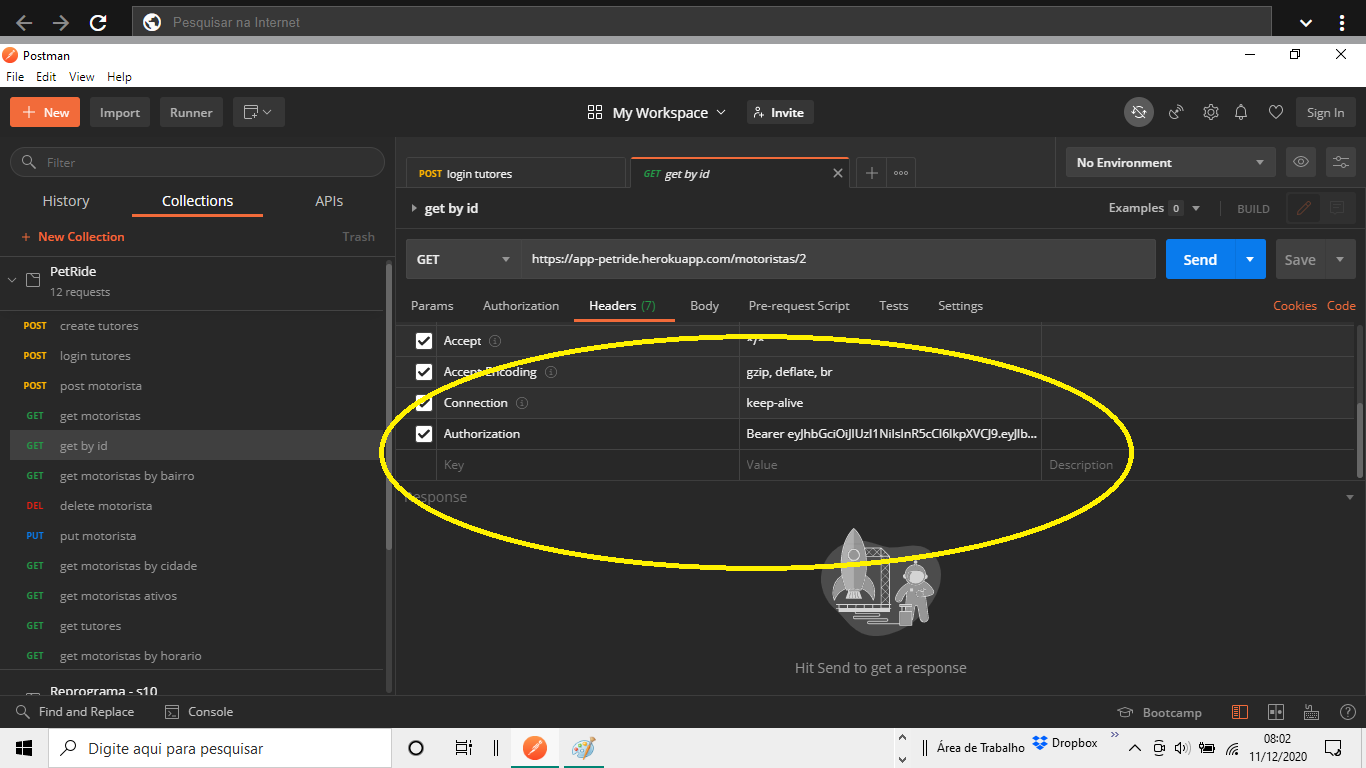 Pesquisar na Internet
Postman
File Edit View Help
New Import Runner My Workspace Invite Sign In
Filter
History Collections APIs
+ New Collection Trash
PetRide
12 requests
POST create tutores
POST login tutores
POST post motorista
GET get motoristas
GET get by id
GET get motoristas by bairro
DEL delete motorista
PUT put motorista
GET get motoristas by cidade
GET get motoristas ativos
GET get tutores
GET get motoristas by horario
Reprograma - s10
POST login tutores GET get by id No Environment
get by id Examples 0 BUILD
GET https://app-petride.herokuapp.com/motoristas/2 Send Save
Params Authorization Headers (7) Body Pre-request Script Tests Settings Cookies Code
Accept */*
Accept-Encoding gzip, deflate, br
Connection keep-alive
Authorization Bearer eyJhbGciOiJIUzI1NiIsInR5cCI6IkpXVCJ9.eyJlb...
Key Value Description
Response
Hit Send to get a response
Find and Replace Console Bootcamp
Digite aqui para pesquisar Área de Trabalho Dropbox 08:02
11/12/2020